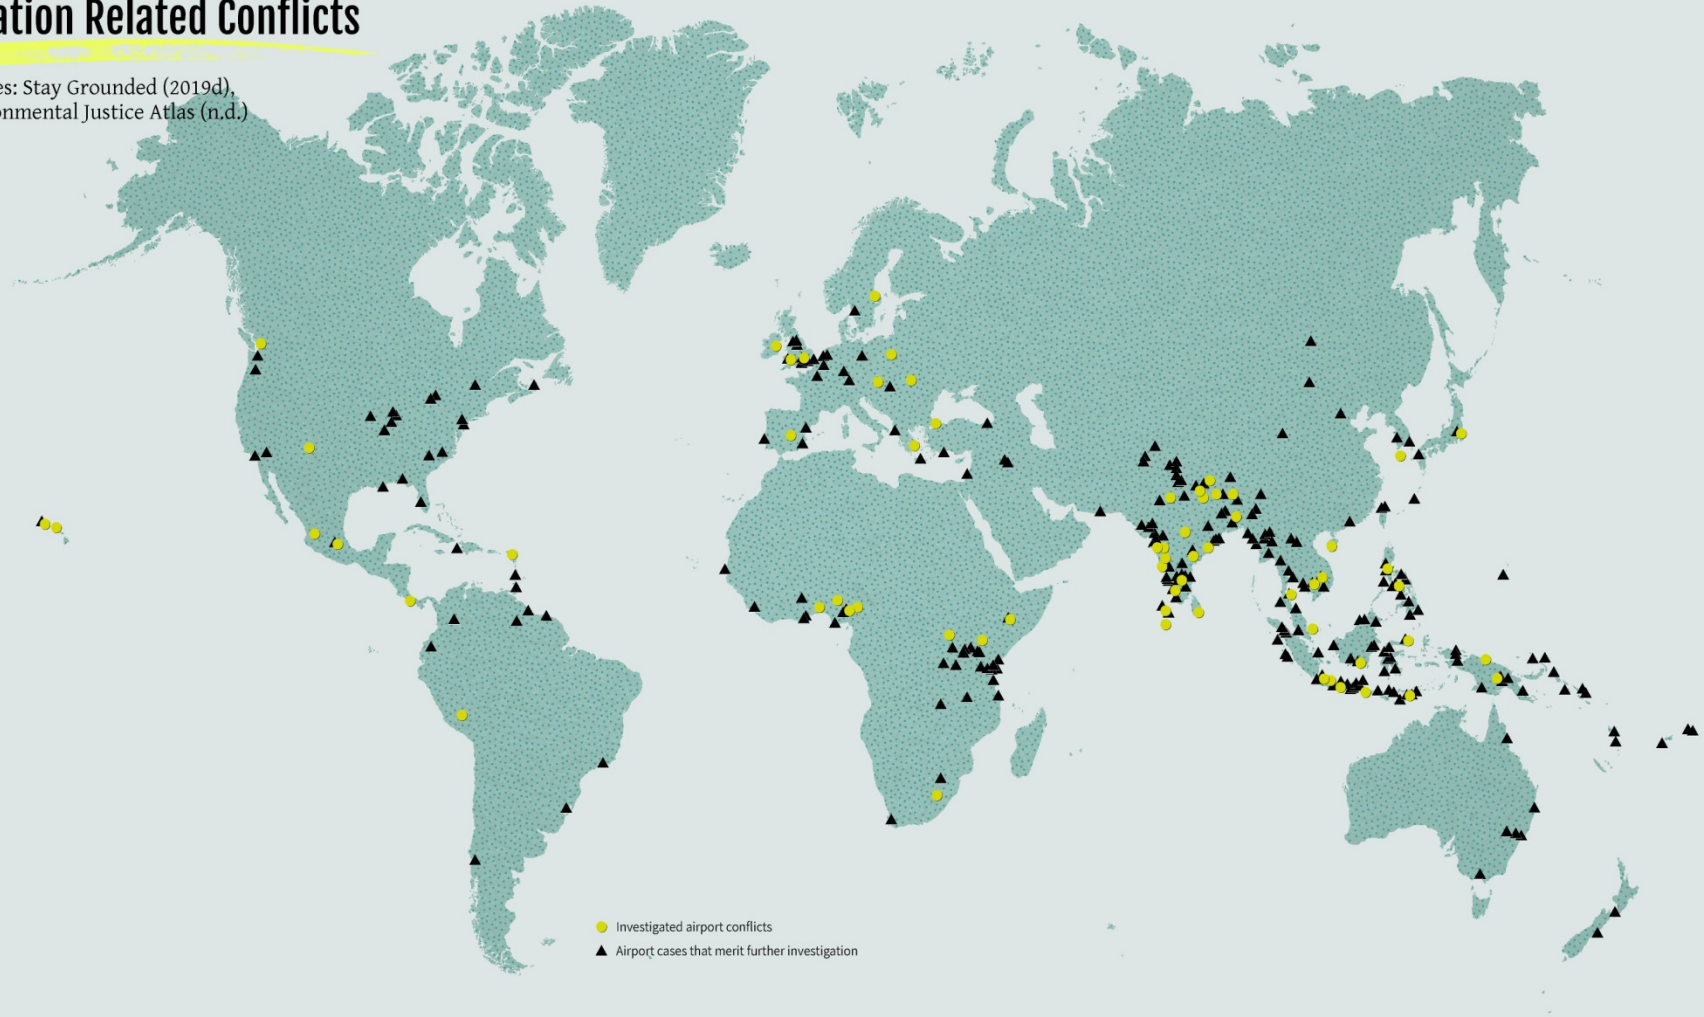 ation Related Conflicts
es: Stay Grounded (2019d),
onmental Justice Atlas (n.d.)
Investigated airport conflicts
Airport cases that merit further investigation